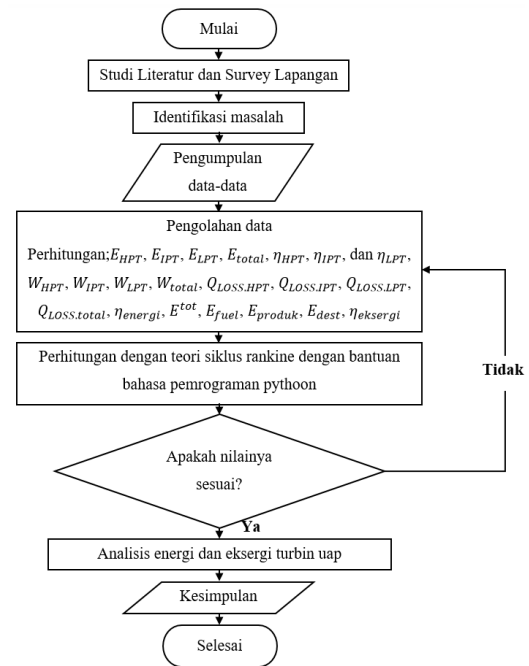 Mulai
Studi Literatur dan Survey Lapangan
Identifikasi masalah
Pengumpulan
data-data
Pengolahan data
Perhitungan;E_HPT, E_IPT, E_LPT, E_total, η_HPT, η_IPT, dan η_LPT,
W_HPT, W_IPT, W_LPT, W_total, Q_LOSS.HPT, Q_LOSS.IPT, Q_LOSS.LPT,
Q_LOSS.total, η_energi, E^tot, E_fuel, E_produk, E_dest, η_eksergi
Perhitungan dengan teori siklus rankine dengan bantuan
bahasa pemrograman pythoon
Tidak
Apakah nilainya
sesuai?
Ya
Analisis energi dan eksergi turbin uap
Kesimpulan
Selesai